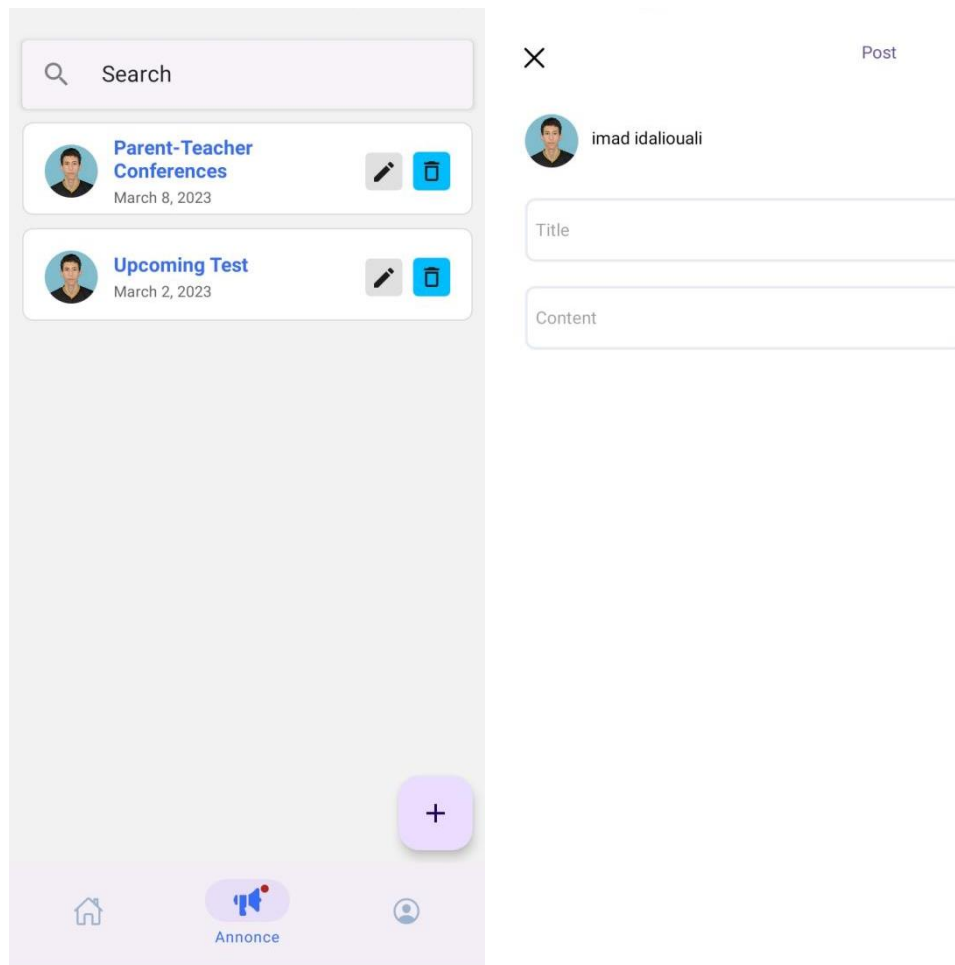 Search
Parent-Teacher
Conferences
March 8, 2023
Upcoming Test
March 2, 2023
Annonce
Post
imad idaliouali
Title
Content